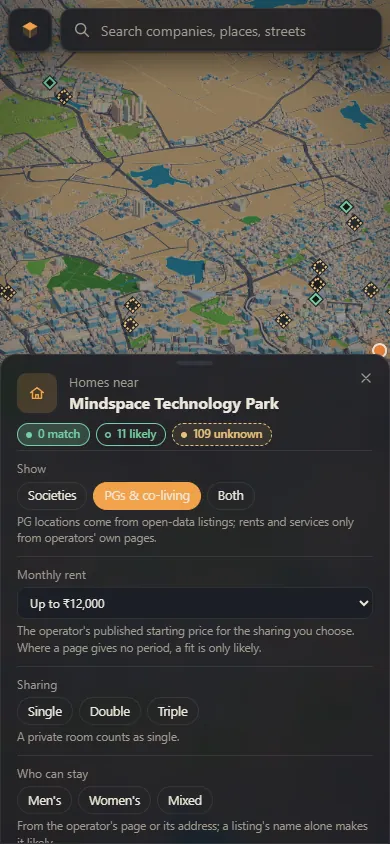 Search companies, places, streets
Homes near
Mindspace Technology Park
0 match
11 likely
109 unknown
Show
Societies
PGs & co-living
Both
PG locations come from open-data listings; rents and services only
from operators' own pages.
Monthly rent
Up to ₹12,000
The operator's published starting price for the sharing you choose.
Where a page gives no period, a fit is only likely.
Sharing
Single
Double
Triple
A private room counts as single.
Who can stay
Men's
Women's
Mixed
From the operator's page or its address; a listing's name alone makes
it likely.